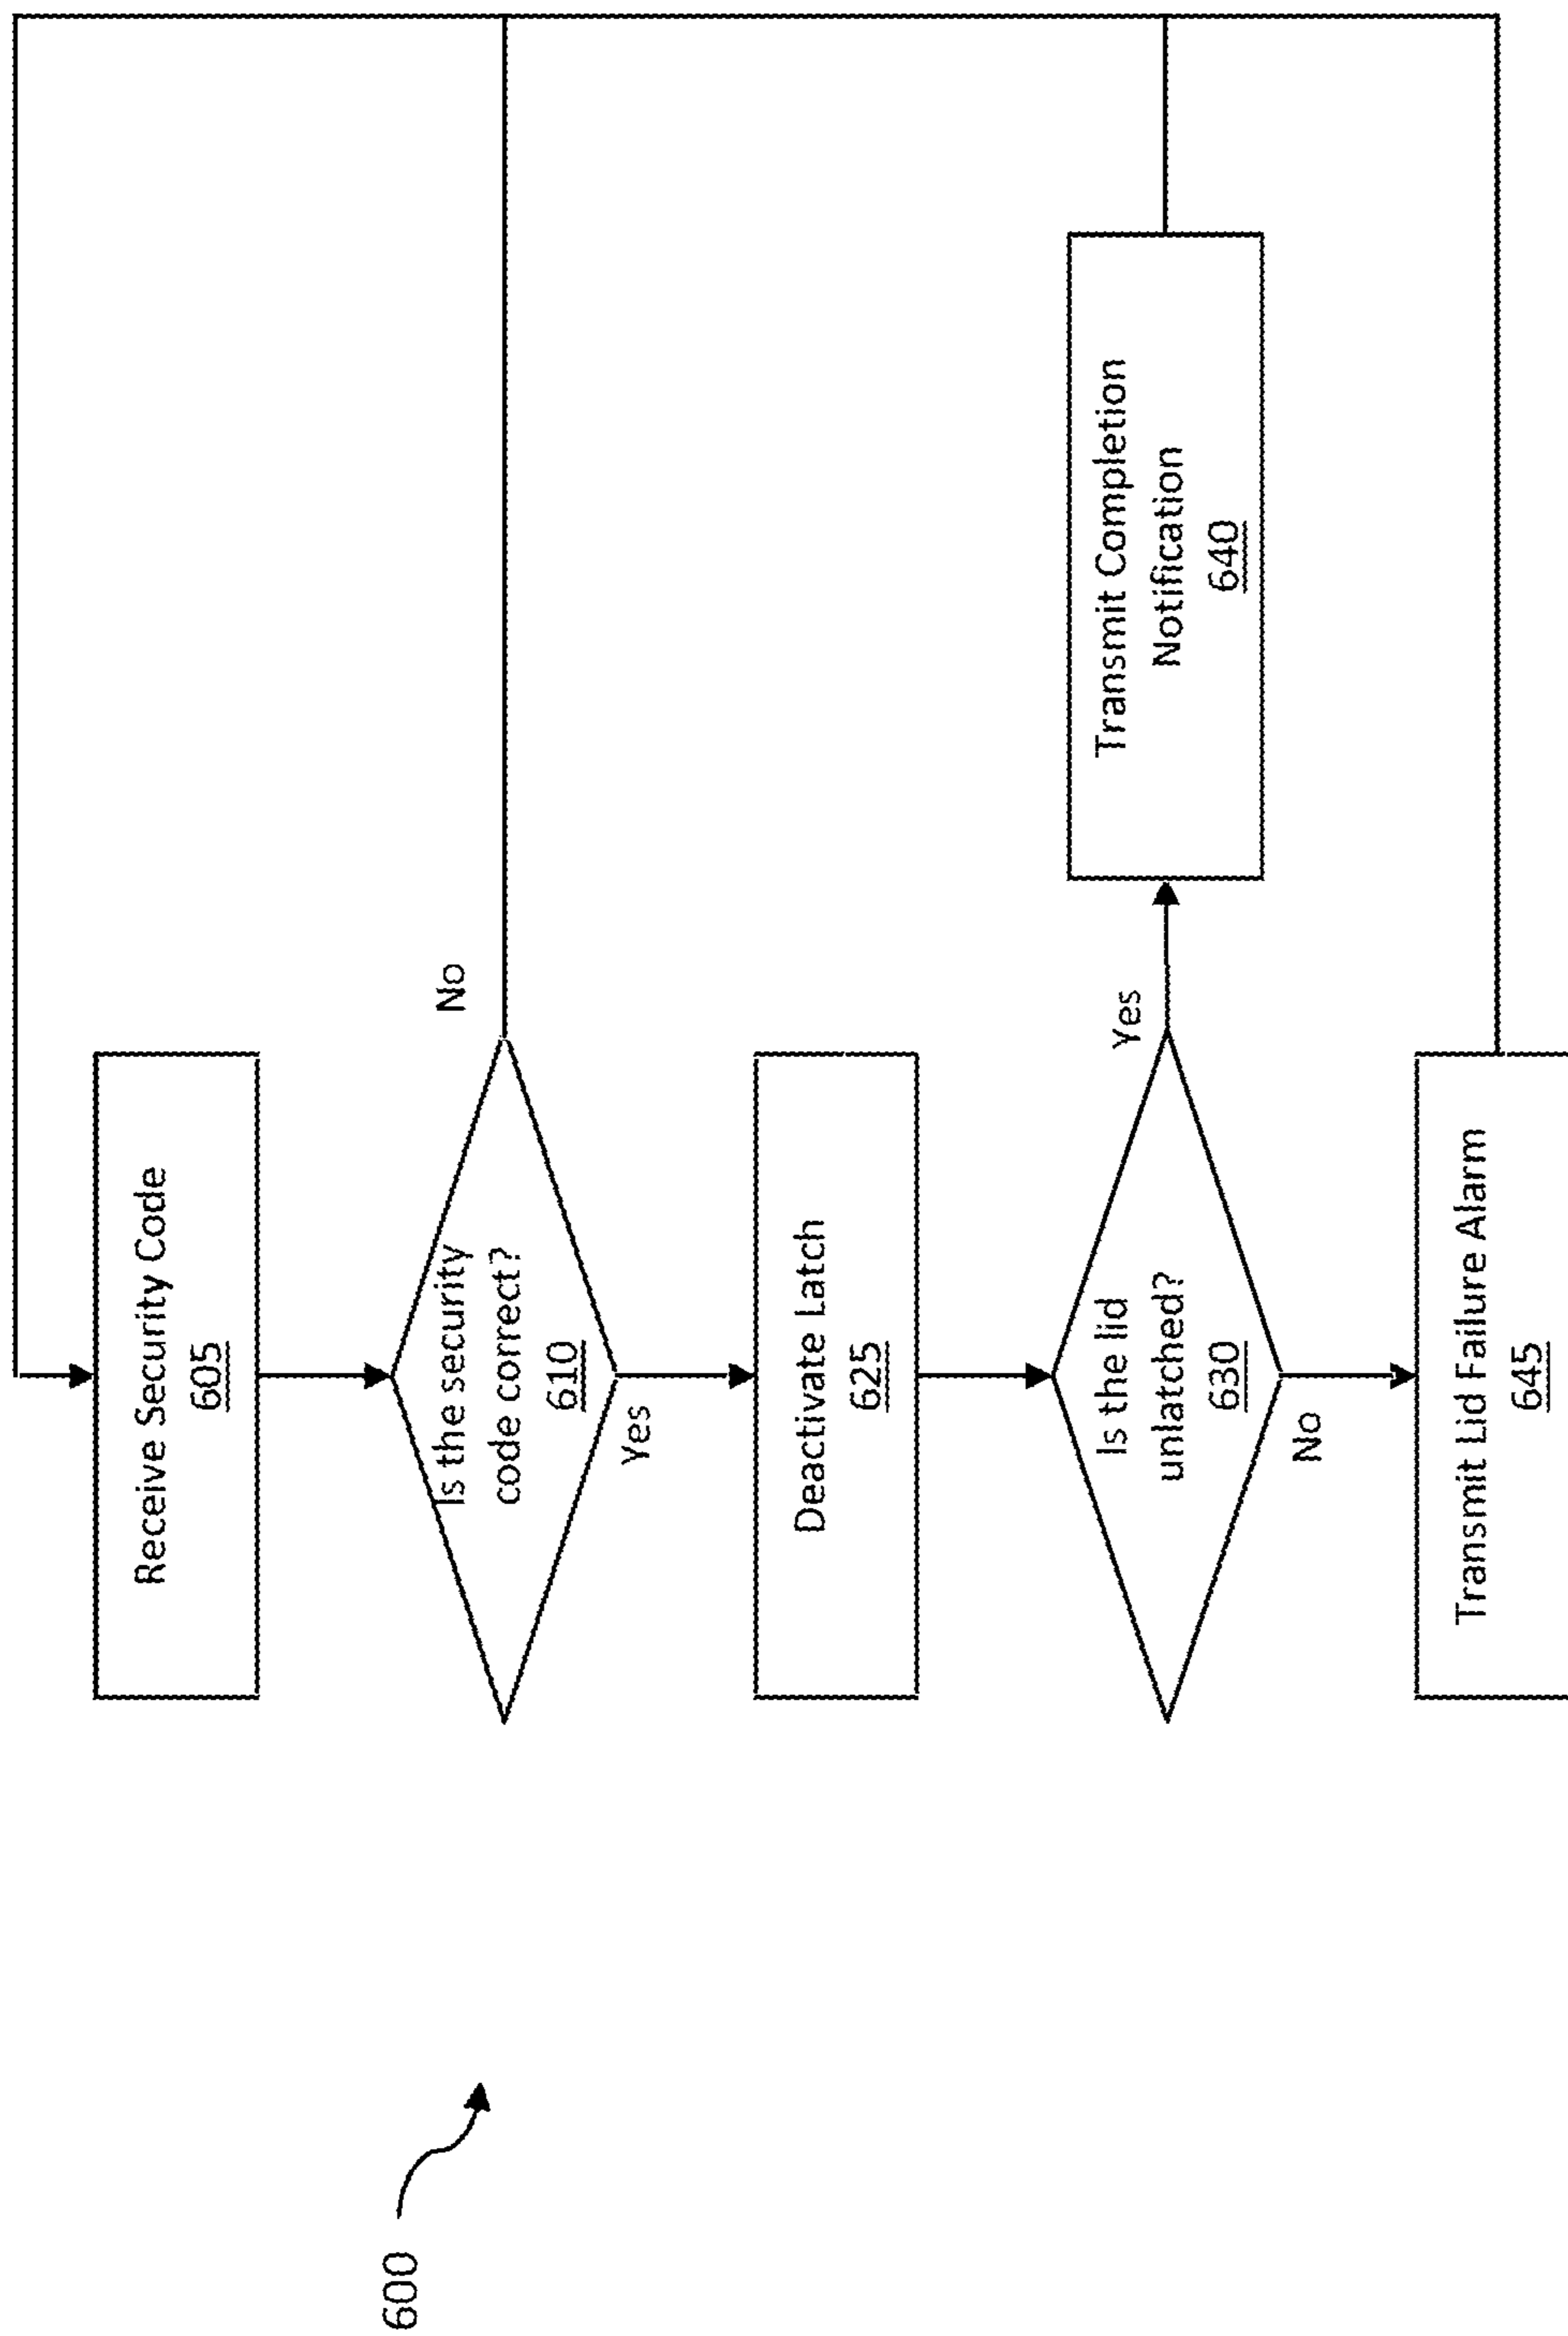 600
Receive Security Code
605
Is the security
code correct?
610
No
Yes
Deactivate Latch
625
Is the lid
unlatched?
630
Yes
Transmit Completion
Notification
640
No
Transmit Lid Failure Alarm
645